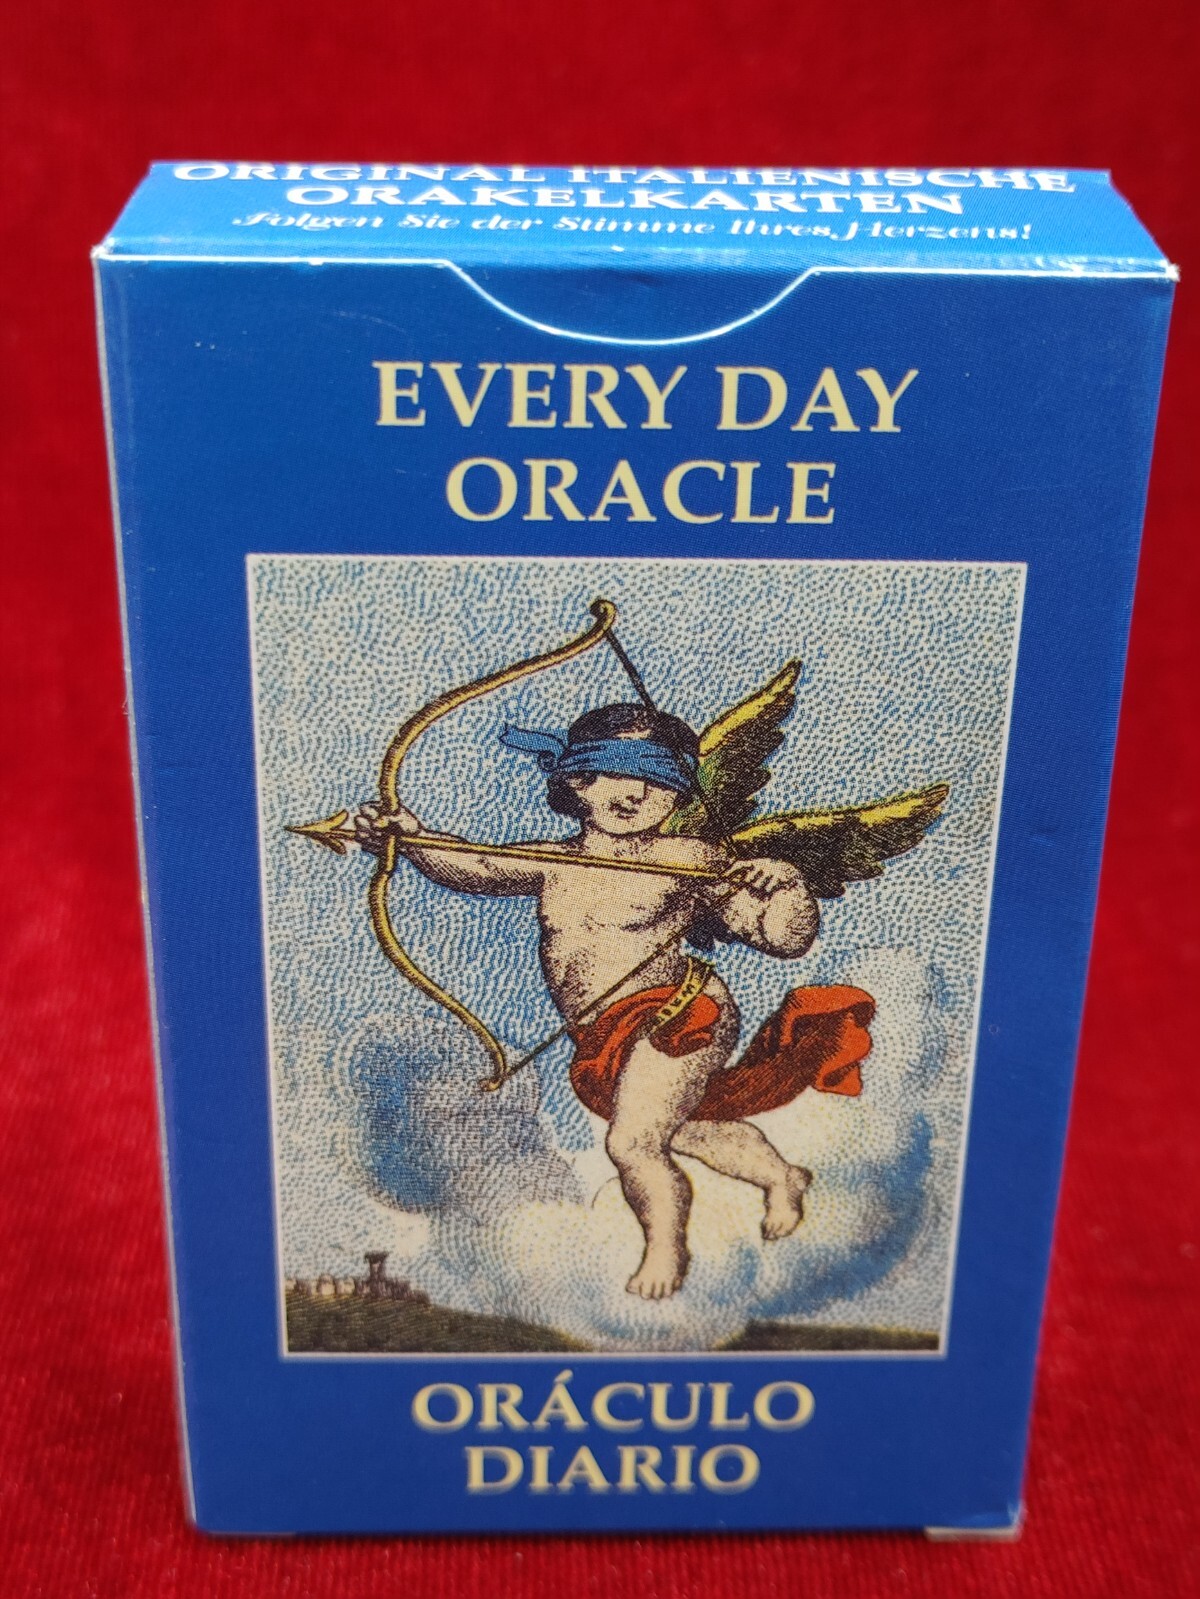 ORIGINAL ITALIENISCHE
ORAKELKARTEN
Folgen Sie der Stimme Ihres Herzens!
EVERY DAY
ORACLE
ORÁCULO
DIARIO